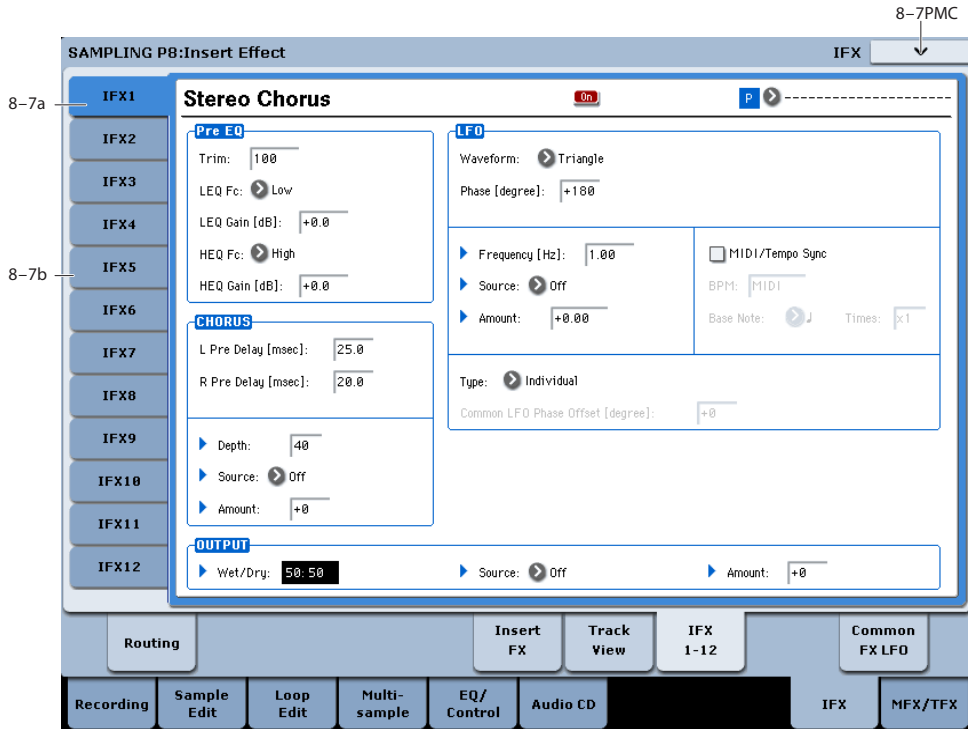 8–7PMC
SAMPLING P8:Insert Effect
IFX
8–7a
IFX1
Stereo Chorus
On
P
--------------------
IFX2
Pre EQ
Trim: 100
LEQ Fc: Low
LEQ Gain [dB]: +0.0
HEQ Fc: High
HEQ Gain [dB]: +0.0
LFO
Waveform: Triangle
Phase [degree]: +180
IFX3
IFX4
8–7b
IFX5
Frequency [Hz]: 1.00
Source: Off
Amount: +0.00
MIDI/Tempo Sync
BPM: MIDI
Base Note: ♩ Times: x1
IFX6
CHORUS
L Pre Delay [msec]: 25.0
R Pre Delay [msec]: 20.0
IFX7
Type: Individual
Common LFO Phase Offset [degree]: +0
IFX8
IFX9
Depth: 40
Source: Off
Amount: +0
IFX10
IFX11
IFX12
OUTPUT
Wet/Dry: 50:50
Source: Off
Amount: +0
Routing
Insert
FX
Track
View
IFX
1-12
Common
FX LFO
Recording
Sample
Edit
Loop
Edit
Multi-
sample
EQ/
Control
Audio CD
IFX
MFX/TFX